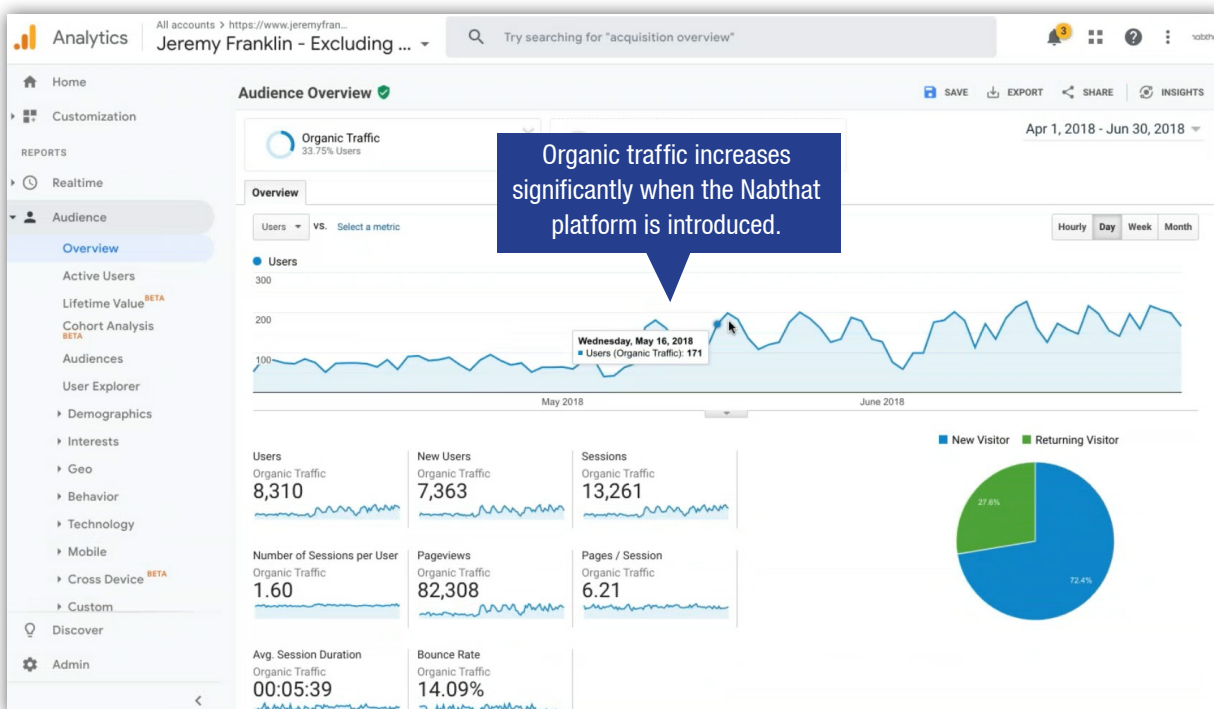 All accounts > https://www.jeremyfran...
Analytics
Jeremy Franklin - Excluding ...
Try searching for "acquisition overview"
3
Home
Customization
REPORTS
Realtime
Audience
Overview
Active Users
Lifetime Value BETA
Cohort Analysis
BETA
Audiences
User Explorer
Demographics
Interests
Geo
Behavior
Technology
Mobile
Cross Device BETA
Custom
Discover
Admin
Audience Overview
SAVE
EXPORT
SHARE
INSIGHTS
Organic Traffic
33.75% Users
Apr 1, 2018 - Jun 30, 2018
Organic traffic increases
significantly when the Nabthat
platform is introduced.
Overview
Users
VS.
Select a metric
Hourly
Day
Week
Month
Users
300
200
100
Wednesday, May 16, 2018
Users (Organic Traffic): 171
May 2018
June 2018
Users
Organic Traffic
8,310
New Users
Organic Traffic
7,363
Sessions
Organic Traffic
13,261
Number of Sessions per User
Organic Traffic
1.60
Pageviews
Organic Traffic
82,308
Pages / Session
Organic Traffic
6.21
Avg. Session Duration
Organic Traffic
00:05:39
Bounce Rate
Organic Traffic
14.09%
New Visitor
Returning Visitor
27.6%
72.4%